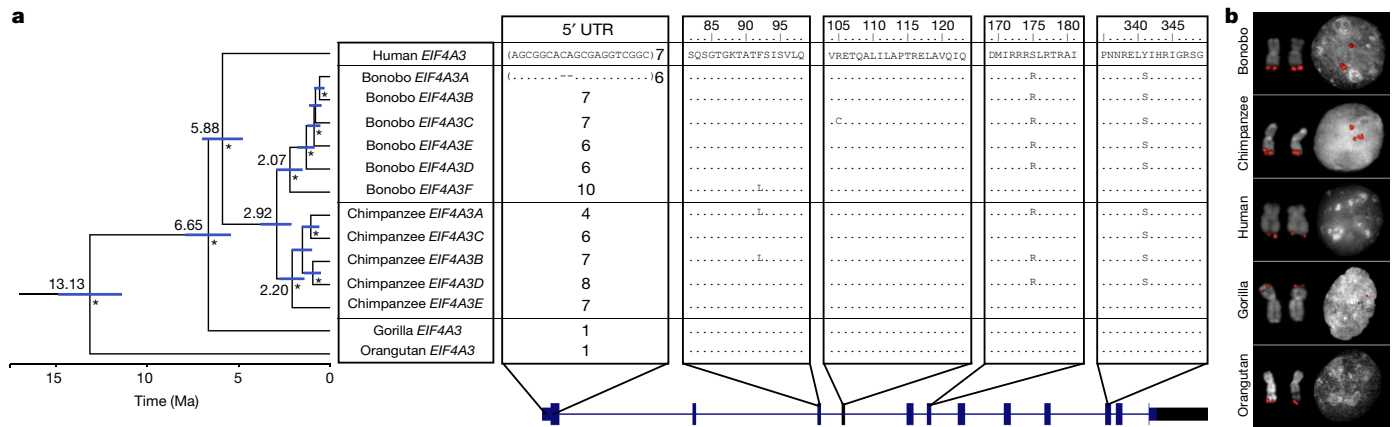 a
b
5′ UTR
85 90 95
105 110 115 120
170 175 180
340 345
Human EIF4A3 (AGCGGCACAGCGAGGTCGGC)7 SQSGTGKTATFSISVLQ VRETQALILAPTRELAVQIQ DMIRRRSLRTRAI PNNRELYIHRIGRSG
Bonobo EIF4A3A (.......--...........)6 R S
Bonobo EIF4A3B 7 R S
Bonobo EIF4A3C 7 C R S
Bonobo EIF4A3E 6 R S
Bonobo EIF4A3D 6 R S
Bonobo EIF4A3F 10 L
Chimpanzee EIF4A3A 4 L R S
Chimpanzee EIF4A3C 6 S
Chimpanzee EIF4A3B 7 L R S
Chimpanzee EIF4A3D 8 R S
Chimpanzee EIF4A3E 7
Gorilla EIF4A3 1
Orangutan EIF4A3 1
5.88
2.07
2.92
6.65
2.20
13.13
* * * * * * * * * * *
15 10 5 0
Time (Ma)
Bonobo
Chimpanzee
Human
Gorilla
Orangutan